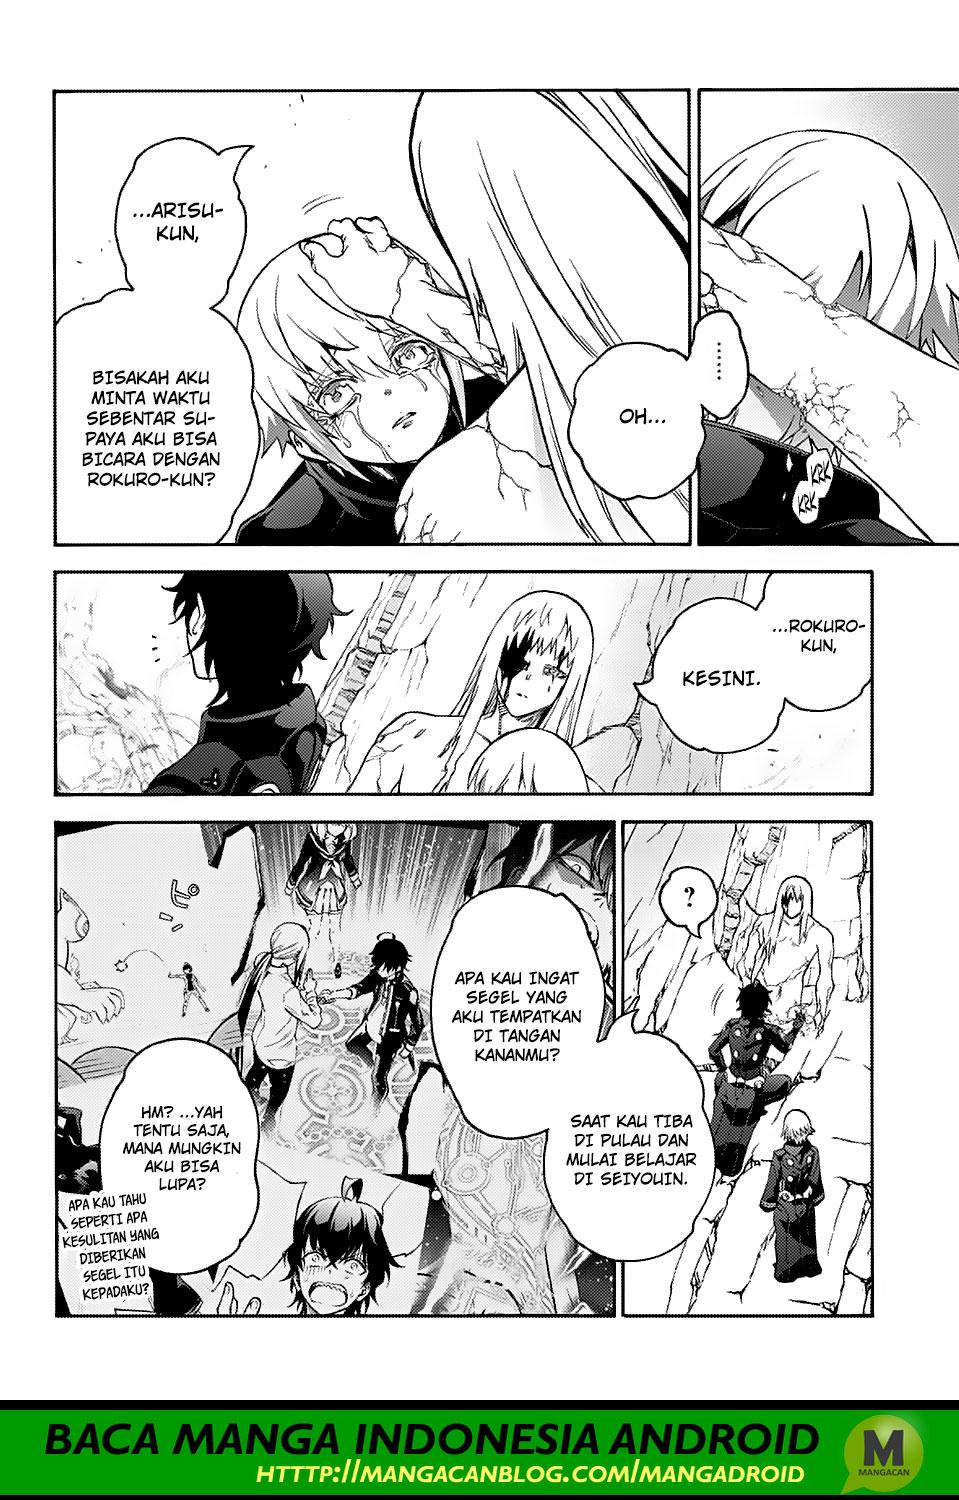 ........
OH...
KRK
KRK
...ARISU-
KUN,
BISAKAH AKU
MINTA WAKTU
SEBENTAR SU-
PAYA AKU BISA
BICARA DENGAN
ROKURO-KUN?
...ROKURO-
KUN,
KESINI.
?
SAAT KAU TIBA
DI PULAU DAN
MULAI BELAJAR
DI SEIYOUIN.
APA KAU INGAT
SEGEL YANG
AKU TEMPATKAN
DI TANGAN
KANANMU?
ピン
HM? ...YAH
TENTU SAJA,
MANA MUNGKIN
AKU BISA
LUPA?
APA KAU TAHU
SEPERTI APA
KESULITAN YANG
DIBERIKAN
SEGEL ITU
KEPADAKU?
BACA MANGA INDONESIA ANDROID
HTTTP://MANGACANBLOG.COM/MANGADROID
M
MANGACAN